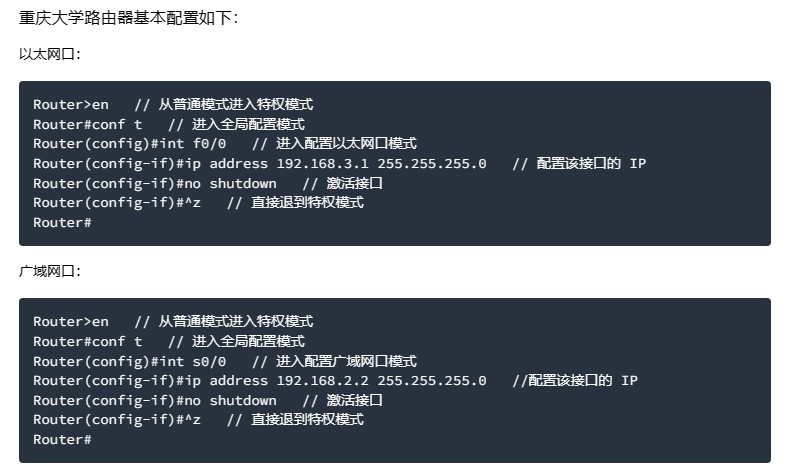 重庆大学路由器基本配置如下：
以太网口：
Router>en   // 从普通模式进入特权模式
Router#conf t   // 进入全局配置模式
Router(config)#int f0/0   // 进入配置以太网口模式
Router(config-if)#ip address 192.168.3.1 255.255.255.0   // 配置该接口的 IP
Router(config-if)#no shutdown   // 激活接口
Router(config-if)#^z   // 直接退到特权模式
Router#
广域网口：
Router>en   // 从普通模式进入特权模式
Router#conf t   // 进入全局配置模式
Router(config)#int s0/0   // 进入配置广域网口模式
Router(config-if)#ip address 192.168.2.2 255.255.255.0   //配置该接口的 IP
Router(config-if)#no shutdown   // 激活接口
Router(config-if)#^z   // 直接退到特权模式
Router#